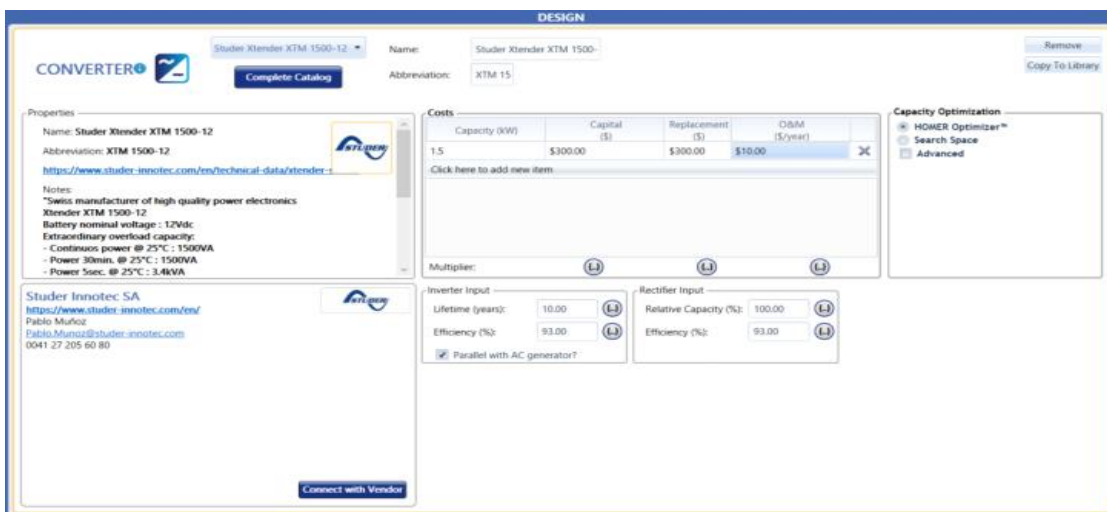 DESIGN
CONVERTER
Studer Xtender XTM 1500-12
Complete Catalog
Name: Studer Xtender XTM 1500-
Abbreviation: XTM 15
Remove
Copy To Library
Properties
Name: Studer Xtender XTM 1500-12
Abbreviation: XTM 1500-12
https://www.studer-innotec.com/en/technical-data/xtender-
STUDER
Notes:
"Swiss manufacturer of high quality power electronics
Xtender XTM 1500-12
Battery nominal voltage : 12Vdc
Extraordinary overload capacity:
- Continuos power @ 25°C : 1500VA
- Power 30min. @ 25°C : 1500VA
- Power 5sec. @ 25°C : 3.4kVA
Costs
Capacity (kW) Capital ($) Replacement ($) O&M ($/year)
1.5 $300.00 $300.00 $10.00
Click here to add new item
Multiplier: (..) (..) (..)
Capacity Optimization
HOMER Optimizer™
Search Space
Advanced
Studer Innotec SA
STUDER
https://www.studer-innotec.com/en/
Pablo Muñoz
Pablo.Munoz@studer-innotec.com
0041 27 205 60 80
Connect with Vendor
Inverter Input
Lifetime (years): 10.00 (..)
Efficiency (%): 93.00 (..)
Parallel with AC generator?
Rectifier Input
Relative Capacity (%): 100.00 (..)
Efficiency (%): 93.00 (..)